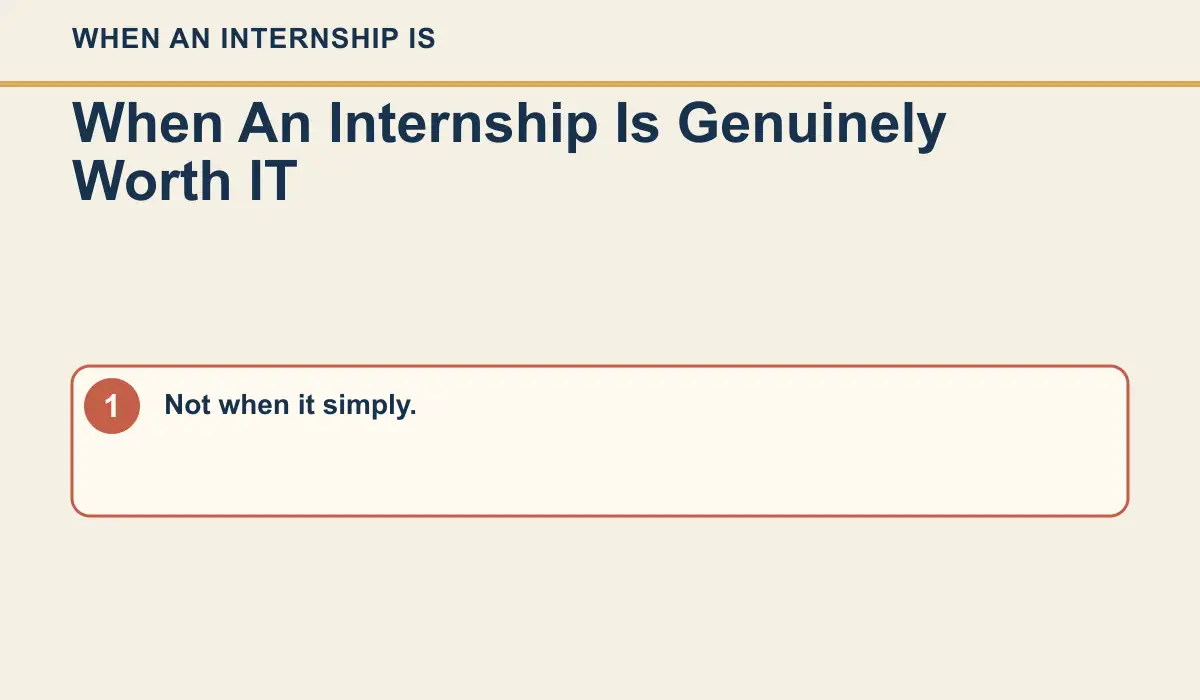 WHEN AN INTERNSHIP IS
When An Internship Is Genuinely
Worth IT
1
Not when it simply.